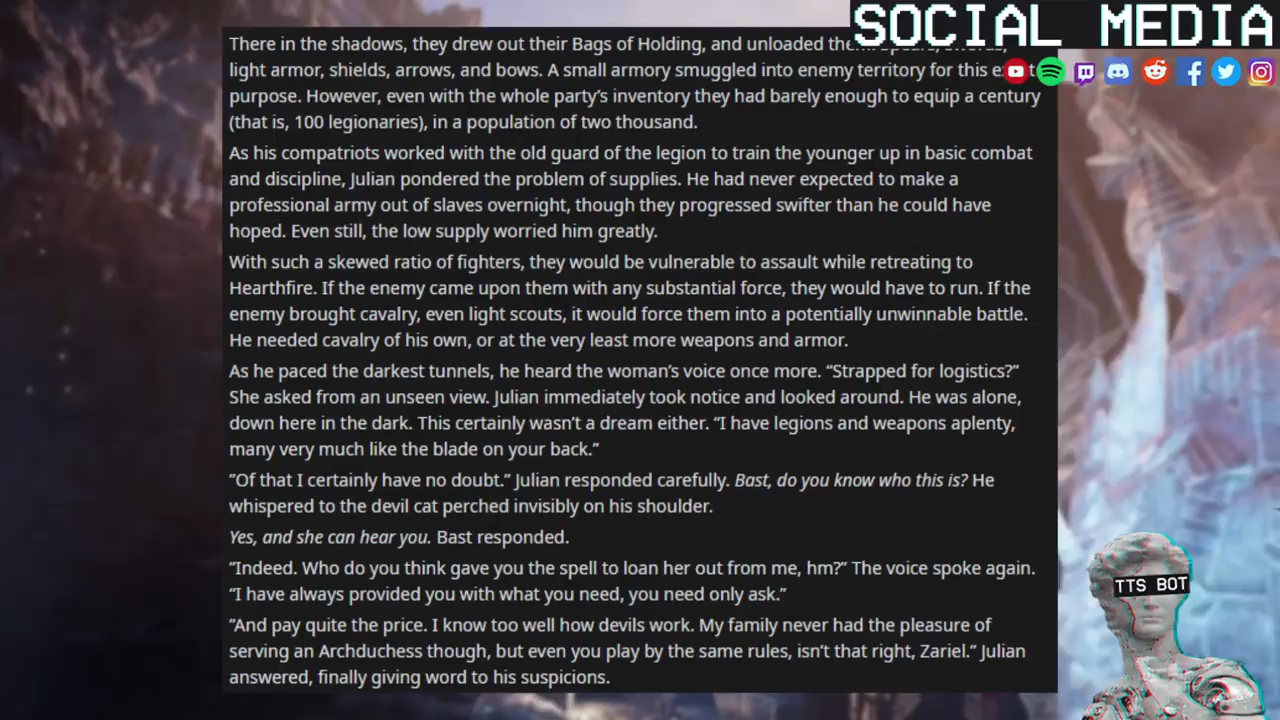 SOCIAL MEDIA
There in the shadows, they drew out their Bags of Holding, and unloaded
light armor, shields, arrows, and bows. A small armory smuggled into enemy territory for this
purpose. However, even with the whole party's inventory they had barely enough to equip a century
(that is, 100 legionaries), in a population of two thousand.
As his compatriots worked with the old guard of the legion to train the younger up in basic combat
and discipline, Julian pondered the problem of supplies. He had never expected to make a
professional army out of slaves overnight, though they progressed swifter than he could have
hoped. Even still, the low supply worried him greatly.
With such a skewed ratio of fighters, they would be vulnerable to assault while retreating to
Hearthfire. If the enemy came upon them with any substantial force, they would have to run. If the
enemy brought cavalry, even light scouts, it would force them into a potentially unwinnable battle.
He needed cavalry of his own, or at the very least more weapons and armor.
As he paced the darkest tunnels, he heard the woman's voice once more. “Strapped for logistics?”
She asked from an unseen view. Julian immediately took notice and looked around. He was alone,
down here in the dark. This certainly wasn't a dream either. “I have legions and weapons aplenty,
many very much like the blade on your back.”
“Of that I certainly have no doubt.” Julian responded carefully. Bast, do you know who this is? He
whispered to the devil cat perched invisibly on his shoulder.
Yes, and she can hear you. Bast responded.
“Indeed. Who do you think gave you the spell to loan her out from me, hm?” The voice spoke again.
“I have always provided you with what you need, you need only ask.”
“And pay quite the price. I know too well how devils work. My family never had the pleasure of
serving an Archduchess though, but even you play by the same rules, isn't that right, Zariel.” Julian
answered, finally giving word to his suspicions.
TTS BOT